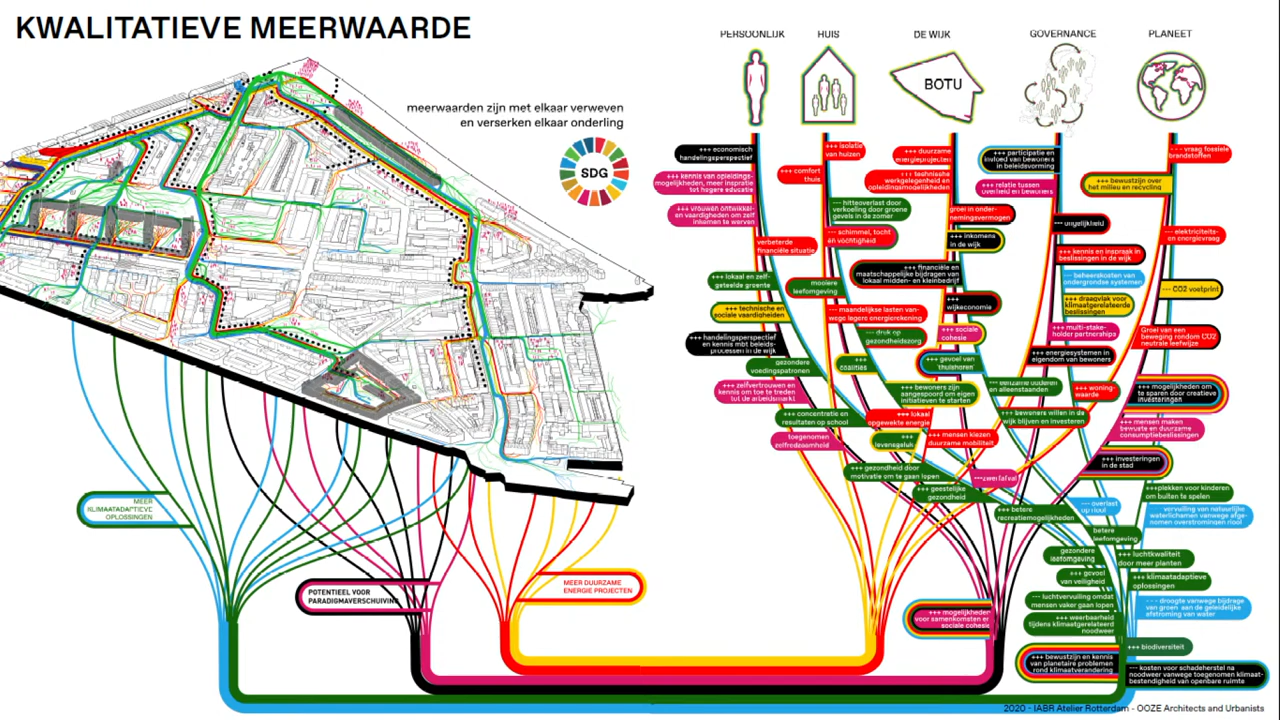 KWALITATIEVE MEERWAARDE
meerwaarden zijn met elkaar verweven
en verserken elkaar onderling
SDG
PERSOONLIJK
HUIS
DE WIJK
GOVERNANCE
PLANEET
BOTU
+++ economisch
handelingsperspectief
+++ kennis van opleidings-
mogelijkheden, meer inspratie
tot hogere educatie
+++ vrouwen ontwikkel-
en vaardigheden om zelf
inkomen te werven
verbeterde
financiële situatie
+++ lokaal en zelf-
geteelde groente
+++ technische en
sociale vaardigheden
+++ handelingsperspectief
en kennis mbt beleids-
processen in de wijk
gezondere
voedingspatronen
+++ zelfvertrouwen en
kennis om toe te treden
tot de arbeidsmarkt
+++ concentratie en
resultaten op school
toegenomen
zelfredzaamheid
+++ isolatie
van huizen
+++ comfort
thuis
--- hitteoverlast door
verkoeling door groene
gevels in de zomer
--- schimmel, tocht
en vochtigheid
mooiere
leefomgeving
--- maandelijkse lasten van-
wege lagere energierekening
--- druk op
gezondheidszorg
+++
coalities
+++
levensgeluk
+++ gezondheid door
motivatie om te gaan lopen
+++ duurzame
energieprojecten
+++ technische
werkgelegenheid en
opleidingsmogelijkheden
groei in onder-
nemingsvermogen
+++ inkomens
in de wijk
+++ financiële en
maatschappelijke bijdragen van
lokaal midden- en kleinbedrijf
+++
wijkeconomie
+++ sociale
cohesie
+++ gevoel van
'thuishoren'
+++ bewoners zijn
aangespoord om eigen
initiatieven te starten
+++ lokaal
opgewekte energie
+++ mensen kiezen
duurzame mobiliteit
+++ geestelijke
gezondheid
--- zwerfafval
+++ participatie en
invloed van bewoners
in beleidsvorming
+++ relatie tussen
overheid en bewoners
--- ongelijkheid
+++ kennis en inspraak in
beslissingen in de wijk
--- beheerskosten van
ondergrondse systemen
+++ draagvlak voor
klimaatgerelateerde
beslissingen
+++ multi-stake-
holder partnerships
+++ energiesystemen in
eigendom van bewoners
--- eenzame ouderen
en alleenstaanden
+++ woning-
waarde
+++ bewoners willen in de
wijk blijven en investeren
--- vraag fossiele
brandstoffen
+++ bewustzijn over
het milieu en recycling
--- elektriciteits-
en energievraag
--- CO2 voetprint
Groei van een
beweging rondom CO2
neutrale leefwijze
+++ mogelijkheden om
te sparen door creatieve
investeringen
+++ mensen maken
bewuste en duurzame
consumptiebeslissingen
+++ investeringen
in de stad
+++plekken voor kinderen
om buiten te spelen
--- overlast
op riool
vervuiling van natuurlijke
waterlichamen vanwege afge-
nomen overstromingen riool
+++ betere
recreatiemogelijkheden
betere
leefomgeving
gezondere
leefomgeving
+++ luchtkwaliteit
door meer planten
+++ gevoel
van veiligheid
+++ klimaatadaptieve
oplossingen
--- luchtvervuiling omdat
mensen vaker gaan lopen
--- droogte vanwege bijdrage
van groen aan de geleidelijke
afstroming van water
+++ weerbaarheid
tijdens klimaatgerelateerd
noodweer
+++ mogelijkheden
voor samenkomsten en
sociale cohesie
+++ biodiversiteit
+++ bewustzijn en kennis
van planetaire problemen
rond klimaatverandering
--- kosten voor schadeherstel na
noodweer vanwege toegenomen klimaat-
bestendigheid van openbare ruimte
MEER
KLIMAATADAPTIEVE
OPLOSSINGEN
POTENTIEEL VOOR
PARADIGMAVERSCHUIVING
MEER DUURZAME
ENERGIE PROJECTEN
2020 - IABR Atelier Rotterdam - OOZE Architects and Urbanists